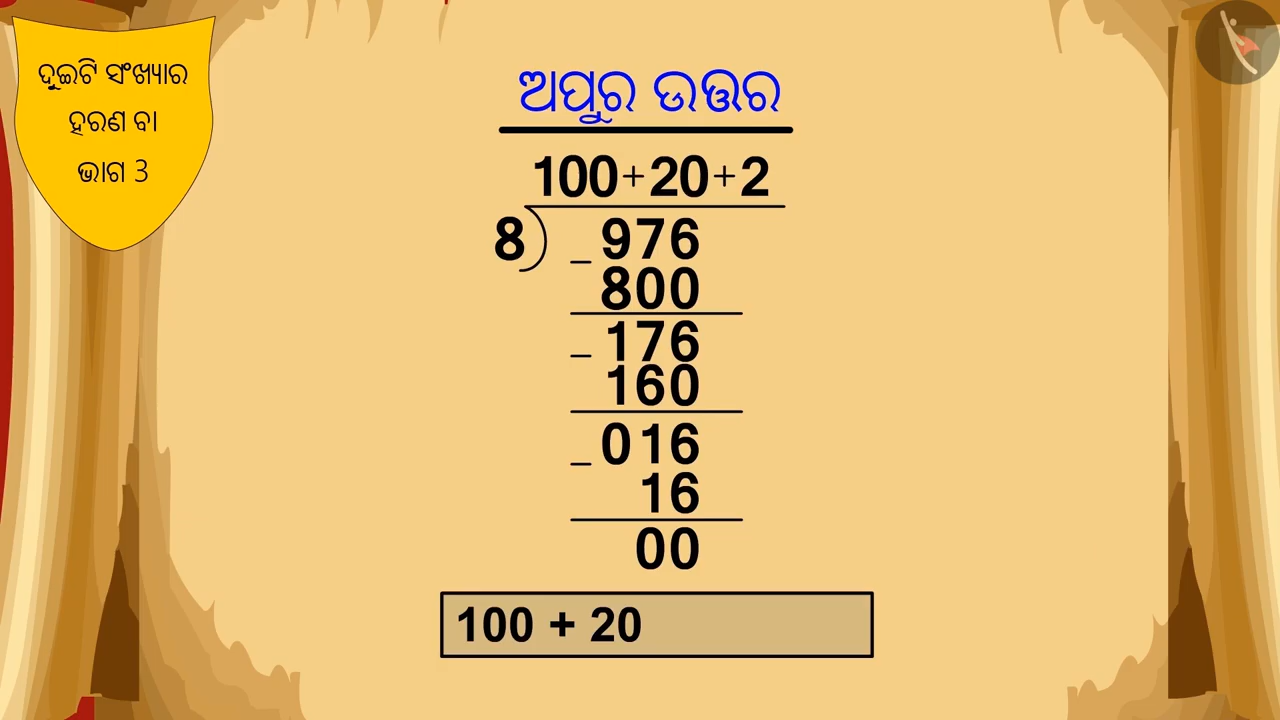 ଦୁଇଟି ସଂଖ୍ୟାର
ହରଣ ବା
ଭାଗ 3
ଅପୁର ଉତ୍ତର
100+20+2
8) _ 976
800
_ 176
160
_ 016
16
00
100 + 20